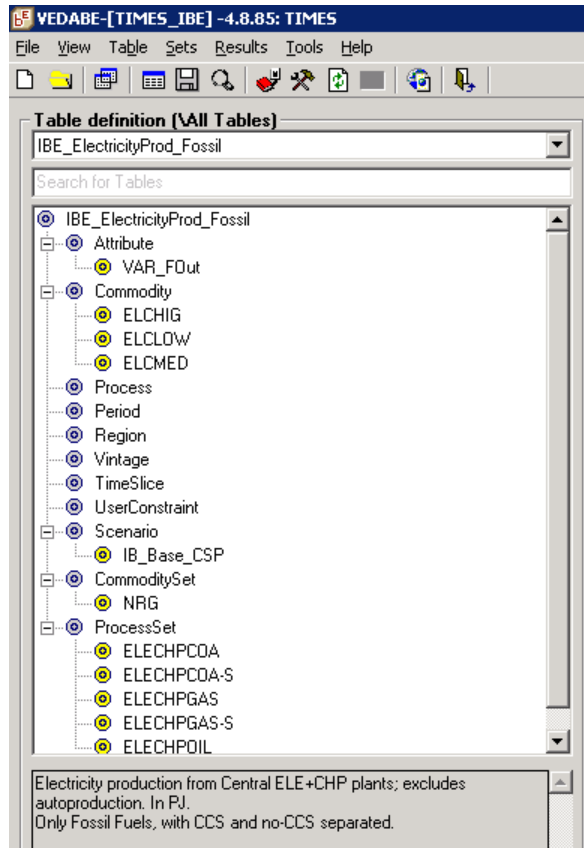 VEDABE-[TIMES_IBE] -4.8.85: TIMES
File View Table Sets Results Tools Help
Table definition (\All Tables)
IBE_ElectricityProd_Fossil
Search for Tables
IBE_ElectricityProd_Fossil
Attribute
VAR_FOut
Commodity
ELCHIG
ELCLOW
ELCMED
Process
Period
Region
Vintage
TimeSlice
UserConstraint
Scenario
IB_Base_CSP
CommoditySet
NRG
ProcessSet
ELECHPCOA
ELECHPCOA-S
ELECHPGAS
ELECHPGAS-S
ELECHPOIL
Electricity production from Central ELE+CHP plants; excludes
autoproduction. In PJ.
Only Fossil Fuels, with CCS and no-CCS separated.